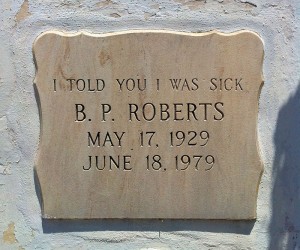 I TOLD YOU I WAS SICK
B. P. ROBERTS
MAY 17, 1929
JUNE 18, 1979